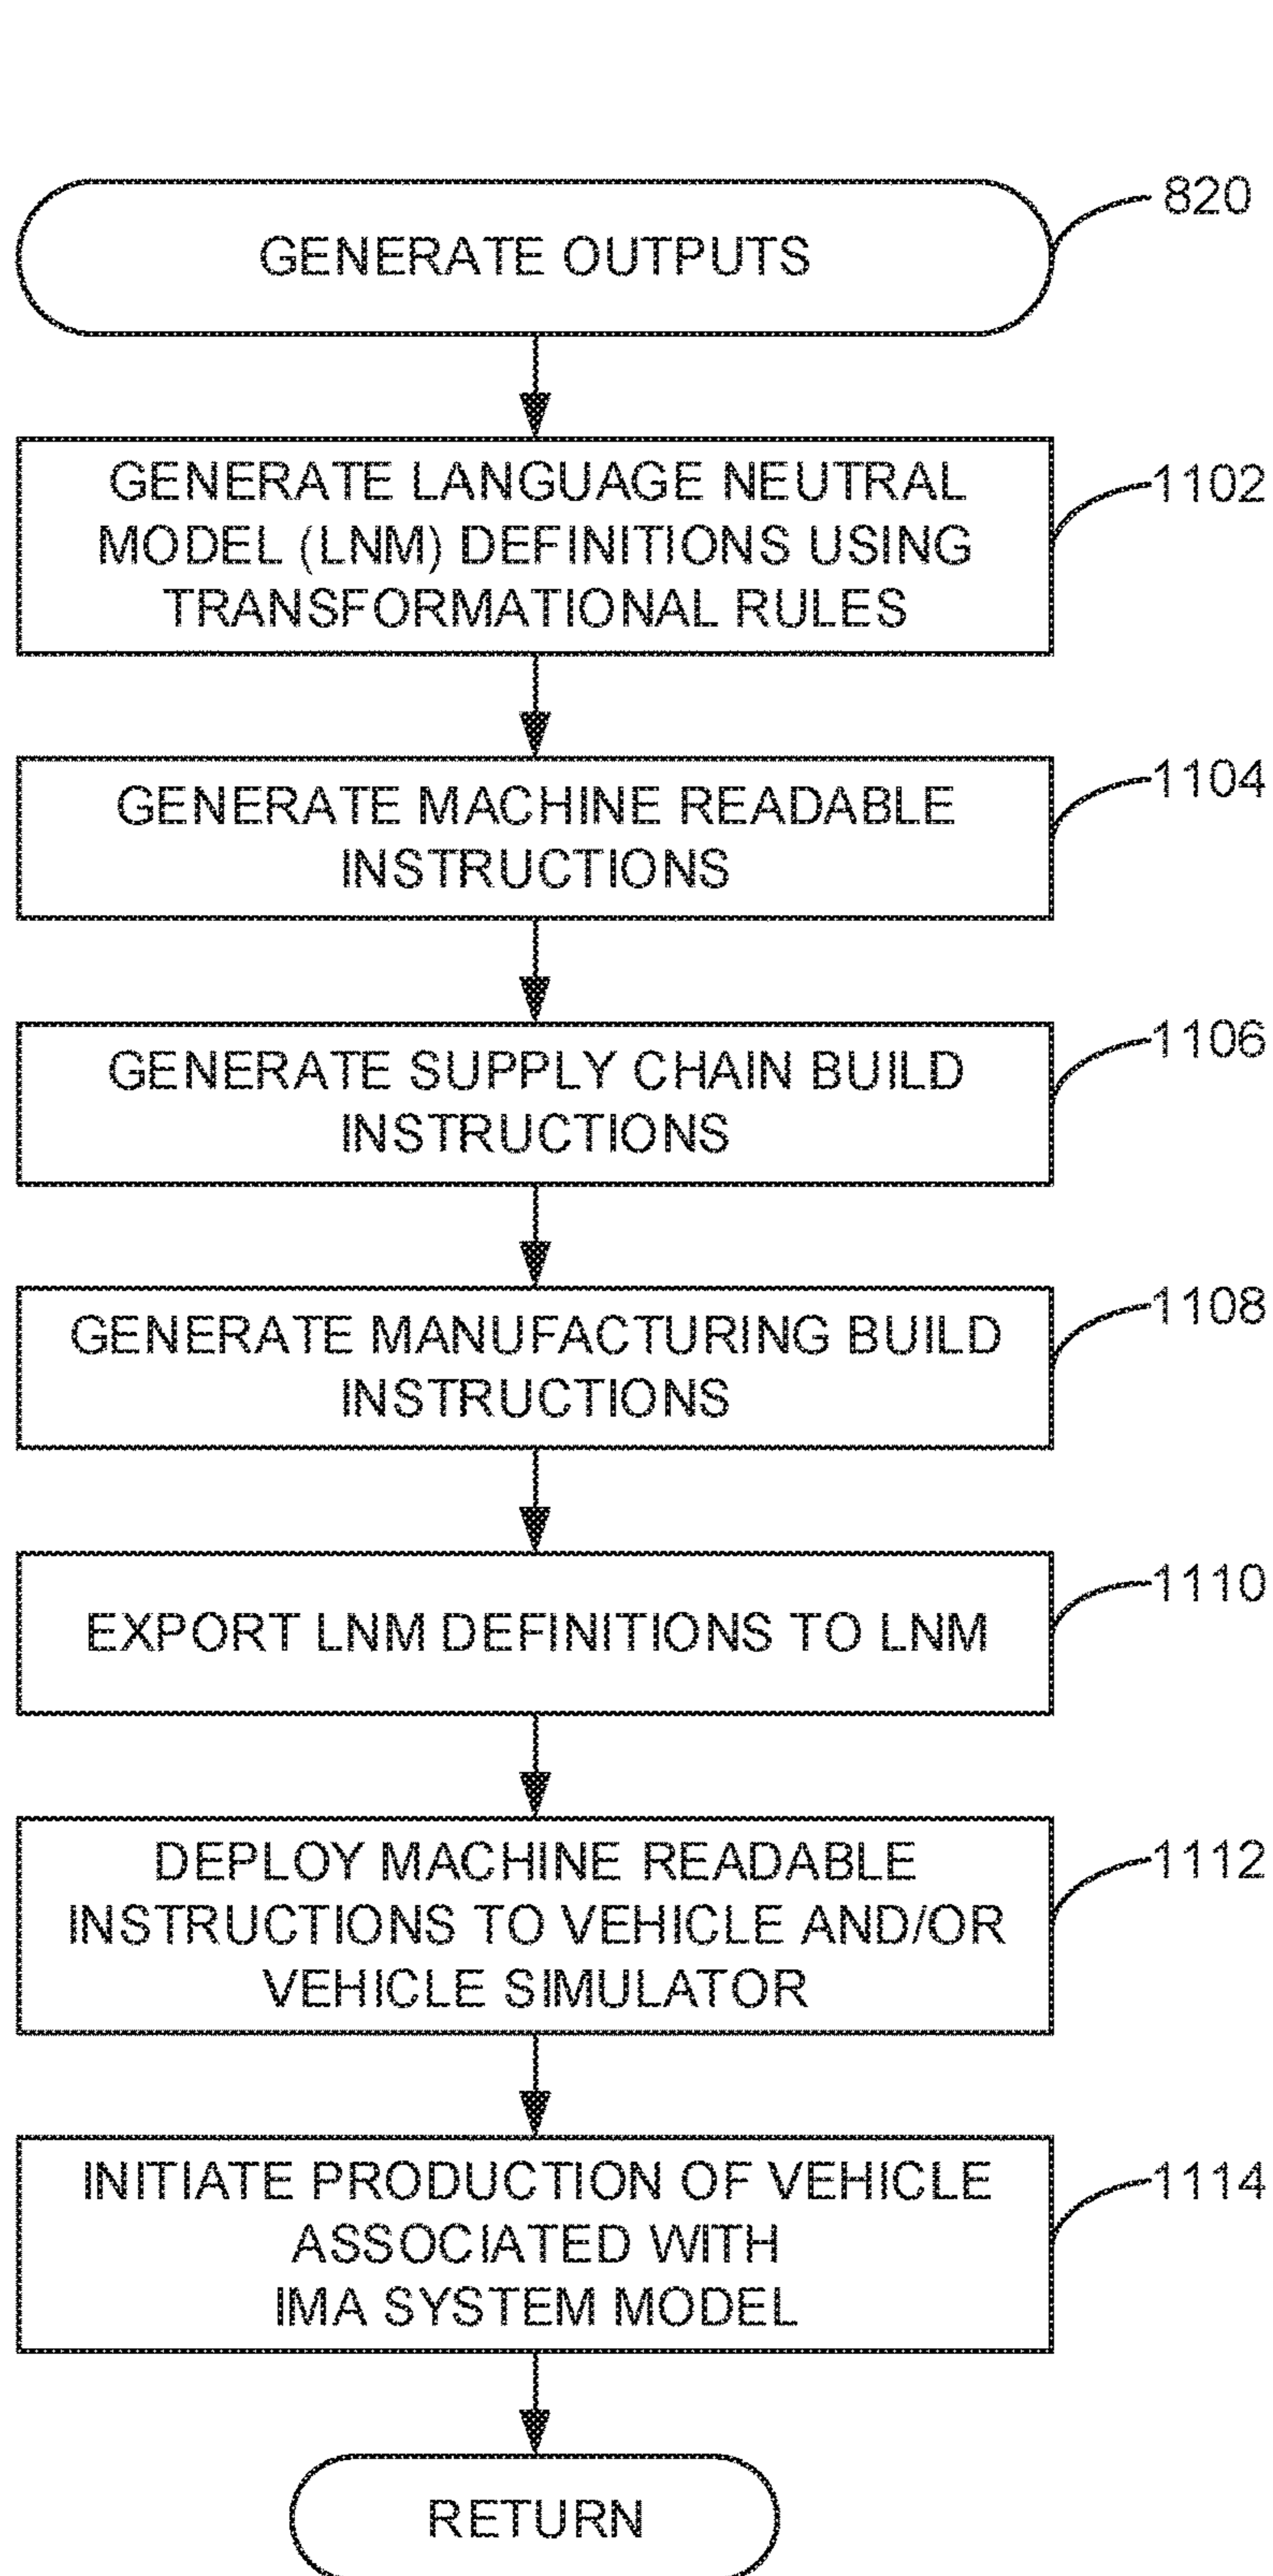 820
GENERATE OUTPUTS
1102
GENERATE LANGUAGE NEUTRAL
MODEL (LNM) DEFINITIONS USING
TRANSFORMATIONAL RULES
1104
GENERATE MACHINE READABLE
INSTRUCTIONS
1106
GENERATE SUPPLY CHAIN BUILD
INSTRUCTIONS
1108
GENERATE MANUFACTURING BUILD
INSTRUCTIONS
1110
EXPORT LNM DEFINITIONS TO LNM
1112
DEPLOY MACHINE READABLE
INSTRUCTIONS TO VEHICLE AND/OR
VEHICLE SIMULATOR
1114
INITIATE PRODUCTION OF VEHICLE
ASSOCIATED WITH
IMA SYSTEM MODEL
RETURN